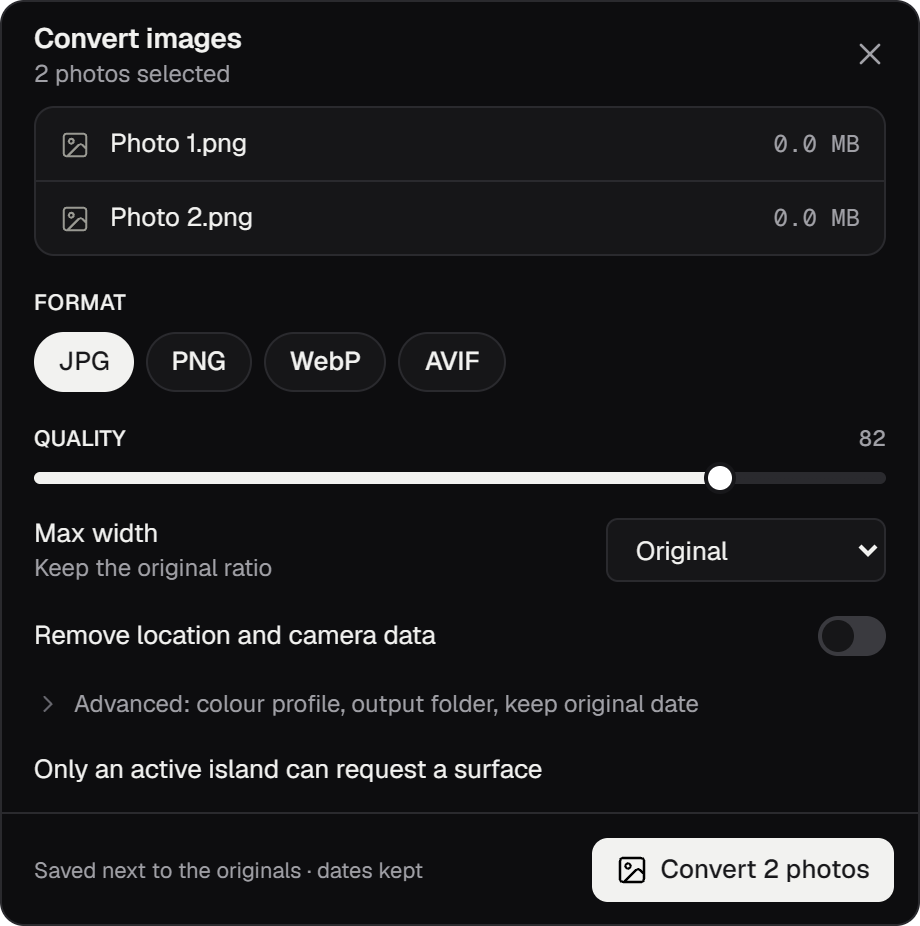 Convert images
2 photos selected
Photo 1.png 0.0 MB
Photo 2.png 0.0 MB
FORMAT
JPG PNG WebP AVIF
QUALITY 82
Max width
Keep the original ratio
Original
Remove location and camera data
Advanced: colour profile, output folder, keep original date
Only an active island can request a surface
Saved next to the originals · dates kept
Convert 2 photos